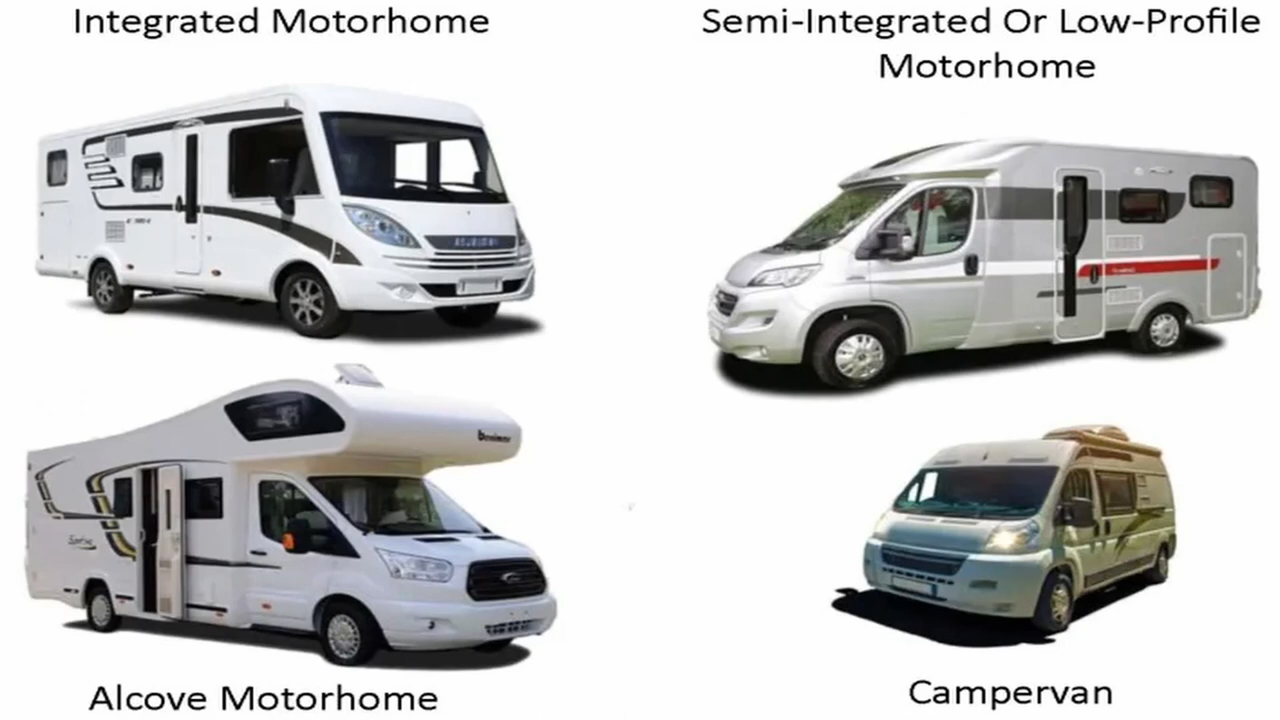 Integrated Motorhome
Semi-Integrated Or Low-Profile
Motorhome
Alcove Motorhome
Campervan